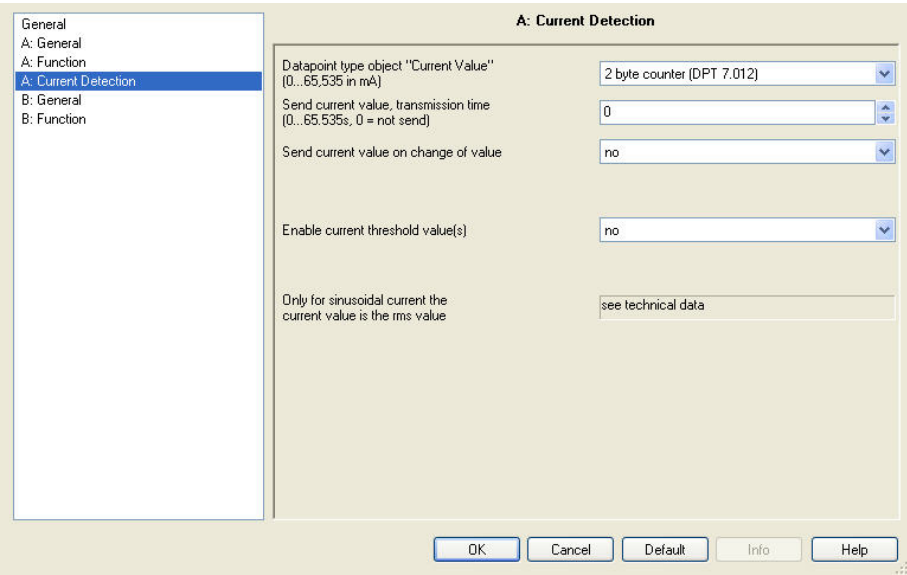 General
A: General
A: Function
A: Current Detection
B: General
B: Function
A: Current Detection
Datapoint type object "Current Value"
(0...65,535 in mA)
2 byte counter (DPT 7.012)
Send current value, transmission time
(0...65.535s, 0 = not send)
0
Send current value on change of value
no
Enable current threshold value(s)
no
Only for sinusoidal current the
current value is the rms value
see technical data
OK
Cancel
Default
Info
Help